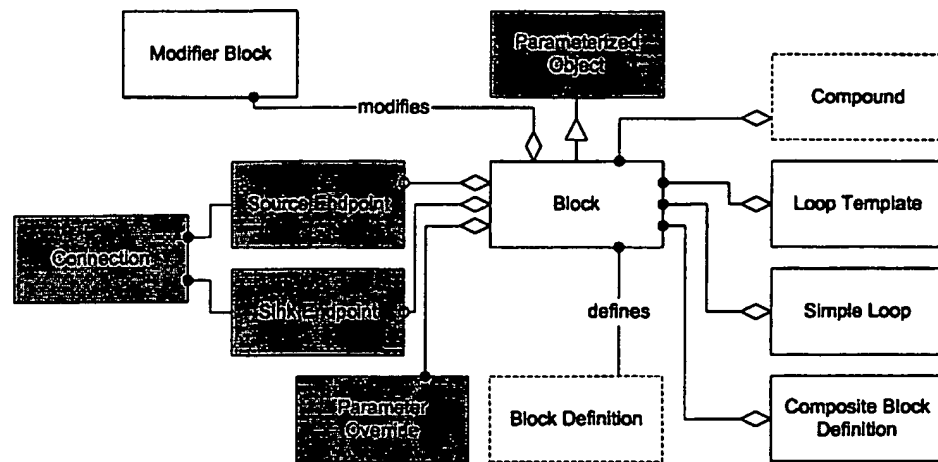 Modifier Block
Parameterized
Object
Compound
modifies
Source Endpoint
Block
Loop Template
Connection
Sink Endpoint
defines
Simple Loop
Parameter
Override
Block Definition
Composite Block
Definition